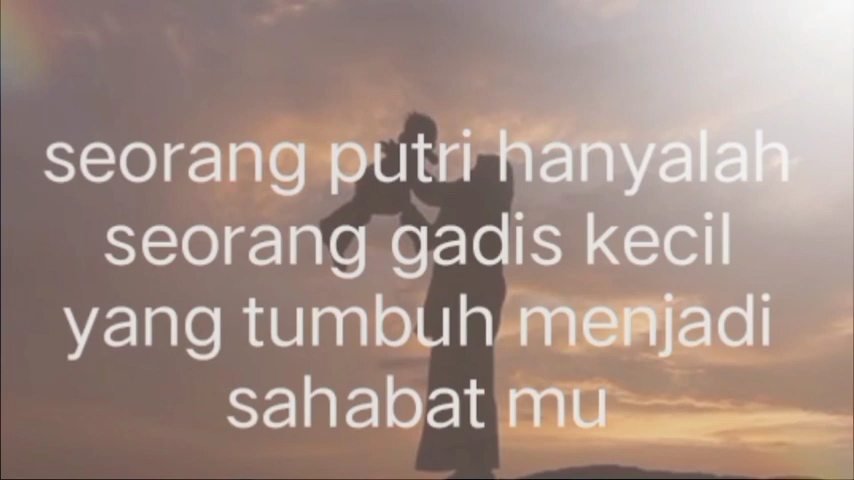 seorang putri hanyalah
seorang gadis kecil
yang tumbuh menjadi
sahabat mu